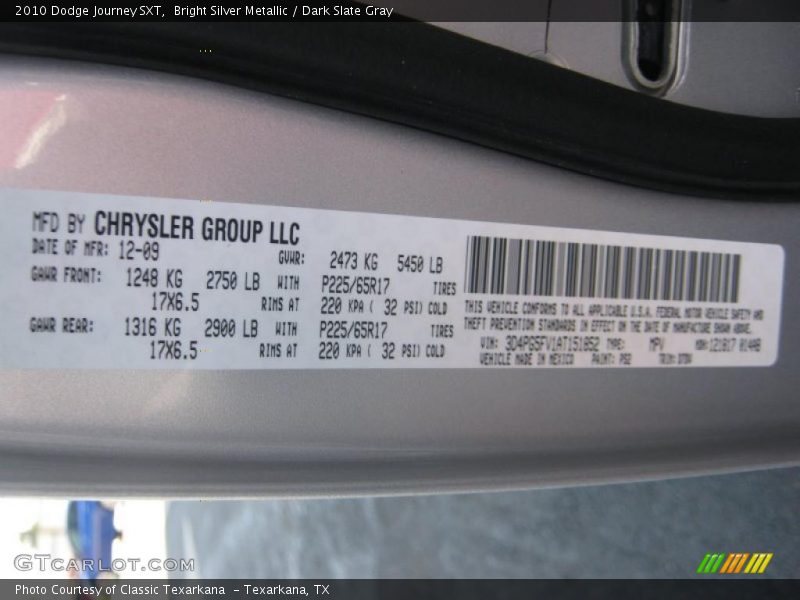 2010 Dodge Journey SXT,  Bright Silver Metallic / Dark Slate Gray
MFD BY CHRYSLER GROUP LLC
DATE OF MFR: 12-09 GVWR: 2473 KG 5450 LB
GAWR FRONT: 1248 KG 2750 LB WITH P225/65R17 TIRES
17X6.5 RIMS AT 220 KPA ( 32 PSI) COLD
GAWR REAR: 1316 KG 2900 LB WITH P225/65R17 TIRES
17X6.5 RIMS AT 220 KPA ( 32 PSI) COLD
THIS VEHICLE CONFORMS TO ALL APPLICABLE U.S.A. FEDERAL MOTOR VEHICLE SAFETY AND
THEFT PREVENTION STANDARDS IN EFFECT ON THE DATE OF MANUFACTURE SHOWN ABOVE.
VIN: 3D4PG5FV1AT151852 TYPE: MPV
VEHICLE MADE IN MEXICO PAINT: PS2 TRIM:
GTcarlot.com
Photo Courtesy of Classic Texarkana  - Texarkana, TX